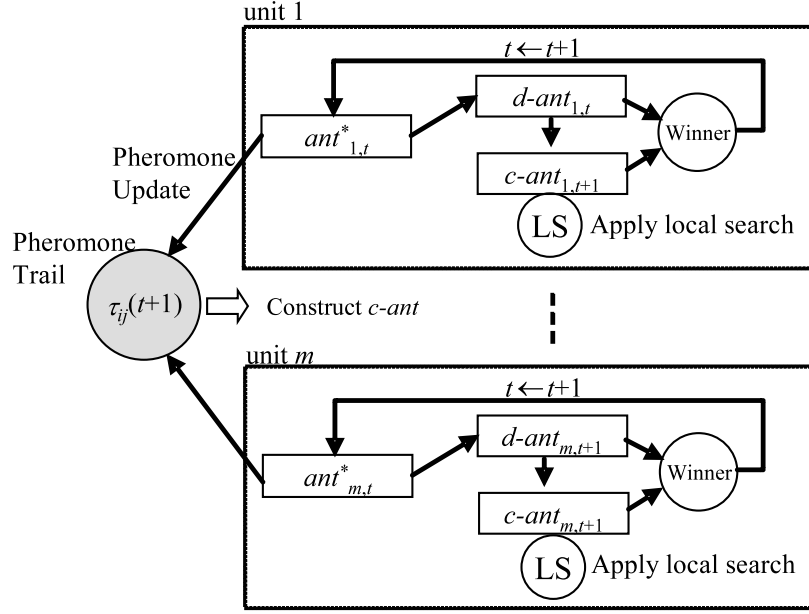 unit 1
t ← t+1
d-ant1,t
ant*1,t
Winner
c-ant1,t+1
LS Apply local search
Pheromone
Update
Pheromone
Trail
τij(t+1)
Construct c-ant
unit m
t ← t+1
d-antm,t+1
ant*m,t
Winner
c-antm,t+1
LS Apply local search